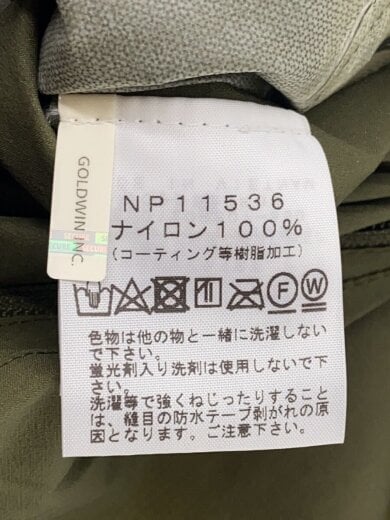 GOLDWIN INC.
SECURE
SECURE
NP11536
ナイロン100%
(コーティング等樹脂加工)
F
W
色物は他の物と一緒に洗濯しない
で下さい。
蛍光剤入り洗剤は使用しないで下
さい。
洗濯等で強くねじったりすること
は、縫目の防水テープ剥がれの原
因となります。ご注意下さい。